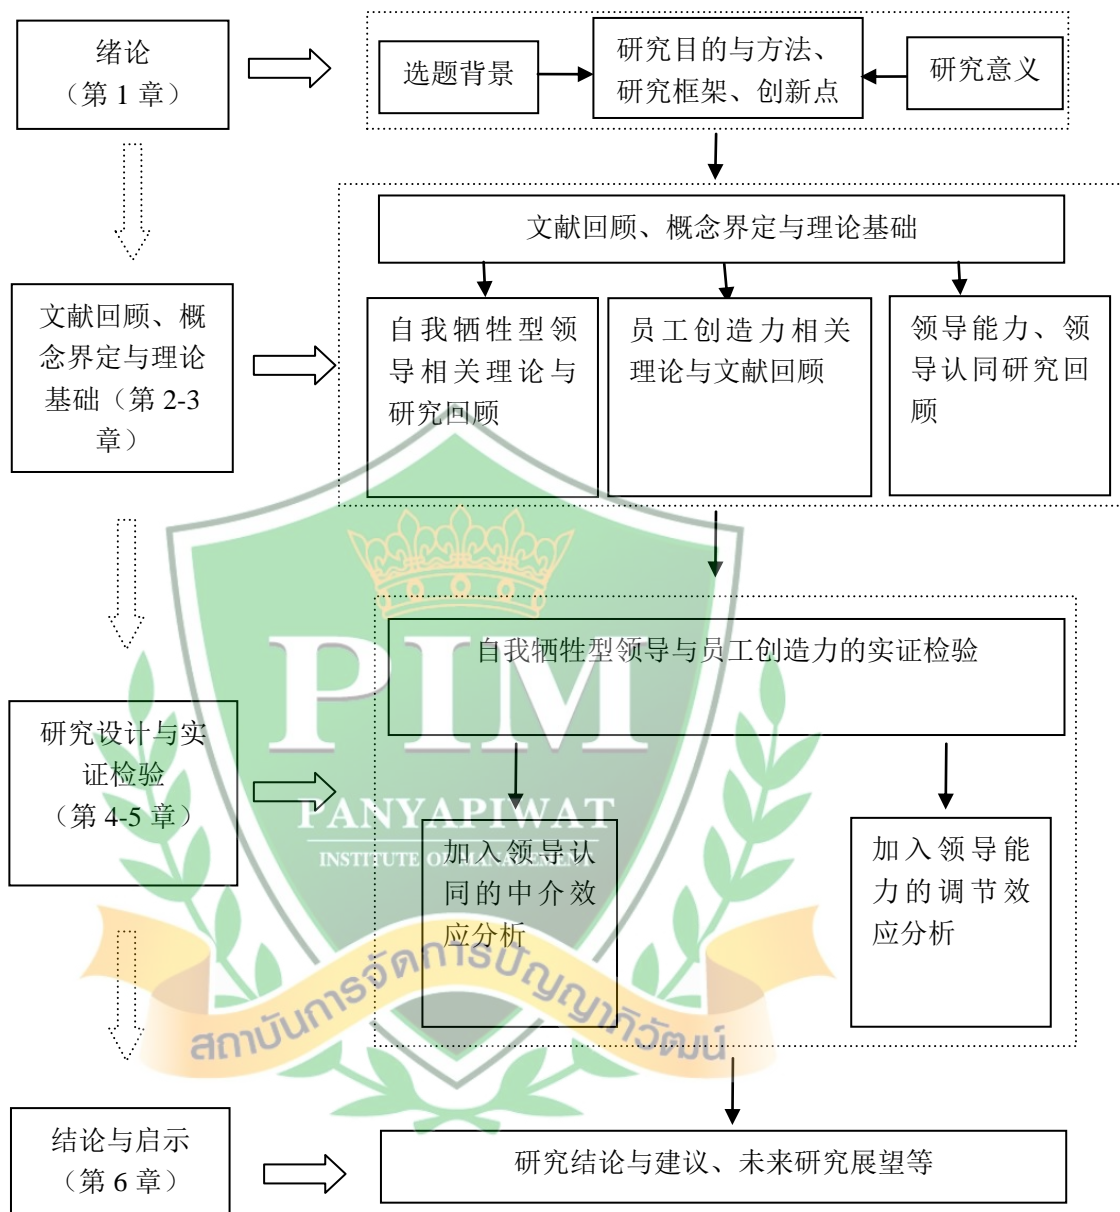 绪论
（第 1 章）
选题背景
研究目的与方法、
研究框架、创新点
研究意义
文献回顾、概念界定与理论基础
文献回顾、概
念界定与理论
基础（第 2-3
章）
自我牺牲型领
导相关理论与
研究回顾
员工创造力相关
理论与文献回顾
领导能力、领
导认同研究回
顾
自我牺牲型领导与员工创造力的实证检验
PIM
PANYAPIWAT
INSTITUTE OF MANAGEMENT
สถาบันการจัดการปัญญาภิวัฒน์
研究设计与实
证检验
（第 4-5 章）
加入领导认
同的中介效
应分析
加入领导能
力的调节效
应分析
结论与启示
（第 6 章）
研究结论与建议、未来研究展望等